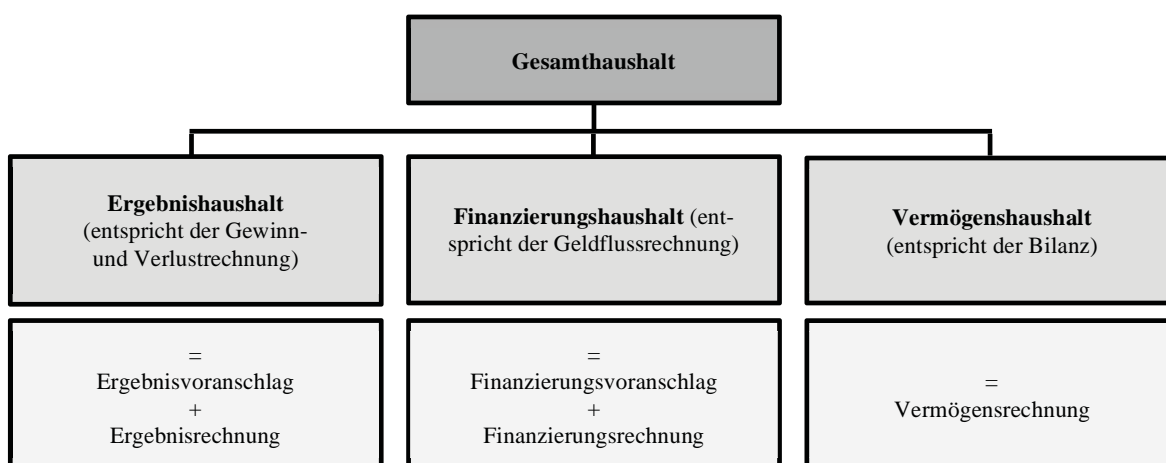 Gesamthaushalt
Ergebnishaushalt
(entspricht der Gewinn-
und Verlustrechnung)
Finanzierungshaushalt (ent-
spricht der Geldflussrechnung)
Vermögenshaushalt
(entspricht der Bilanz)
=
Ergebnisvoranschlag
+
Ergebnisrechnung
=
Finanzierungsvoranschlag
+
Finanzierungsrechnung
=
Vermögensrechnung